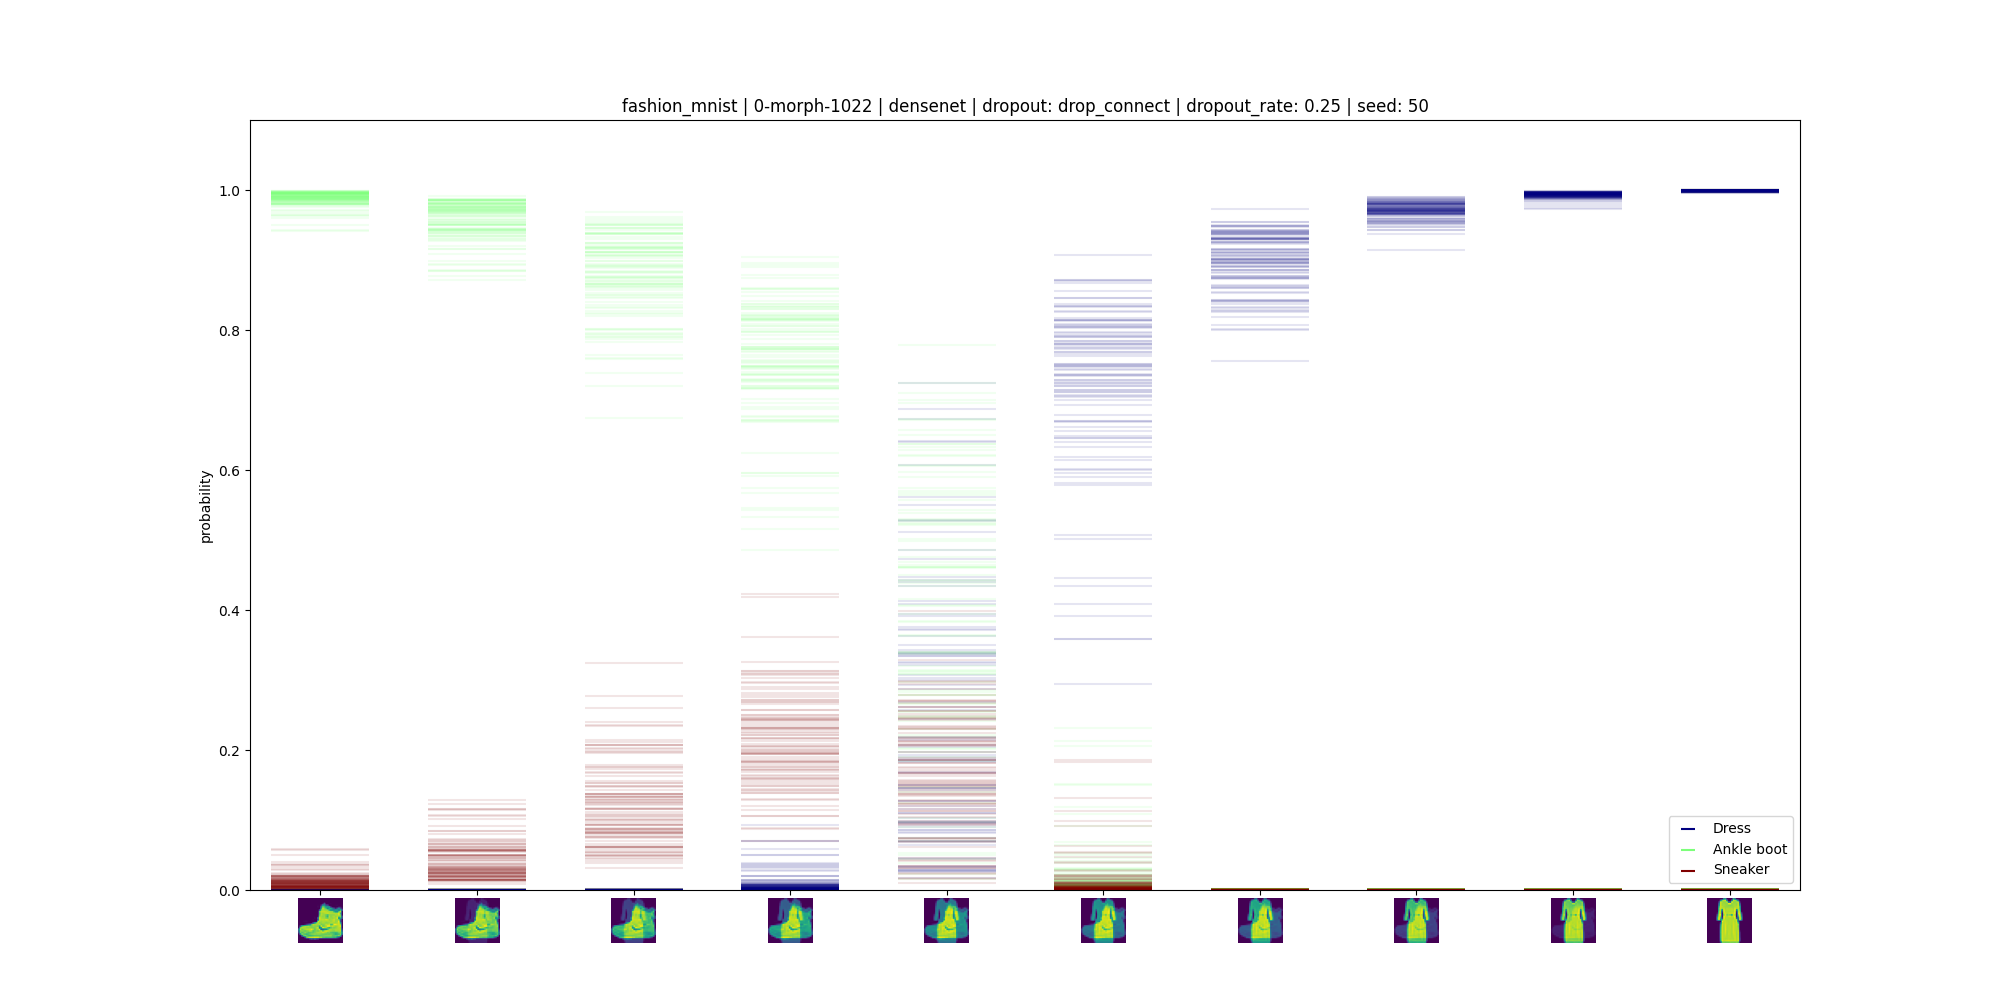 fashion_mnist | 0-morph-1022 | densenet | dropout: drop_connect | dropout_rate: 0.25 | seed: 50
1.0
0.8
0.6
0.4
0.2
0.0
probability
Dress
Ankle boot
Sneaker